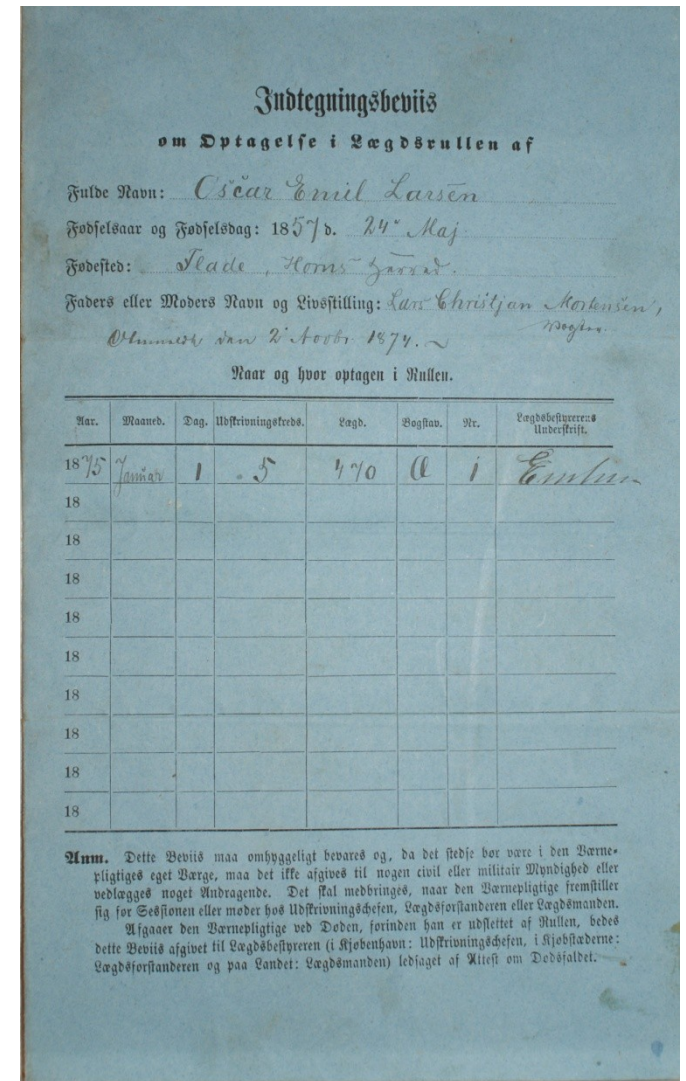 Indtegningsbeviis
om Optagelse i Lægdsrullen af
Fulde Navn: Oscar Emil Larsen
Fødselsaar og Fødselsdag: 1857 d. 24 Maj
Fødested: Flade, Horns Herred.
Faders eller Moders Navn og Livsstilling: Lars Christjan Mortensen,
den 2 Novbr 1874.
Naar og hvor optagen i Rullen.
Aar. Maaned. Dag. Udskrivningskreds. Lægd. Bogstav. Nr. Lægdsbestyrerens Underskrift.
1875 Januar 1 5 470 Œ 1
18
18
18
18
18
18
18
18
18
Anm. Dette Beviis maa omhyggeligt bevares og, da det stedse bør være i den Værne-
pligtiges eget Værge, maa det ikke afgives til nogen civil eller militair Myndighed eller
vedlægges noget Andragende. Det skal medbringes, naar den Værnepligtige fremstiller
sig for Sessionen eller møder hos Udskrivningschefen, Lægdsforstanderen eller Lægdsmanden.
Afgaaer den Værnepligtige ved Døden, forinden han er udslettet af Rullen, bedes
dette Beviis afgivet til Lægdsbestyreren (i Kjøbenhavn: Udskrivningschefen, i Kjøbstæderne:
Lægdsforstanderen og paa Landet: Lægdsmanden) ledsaget af Attest om Dødsfaldet.